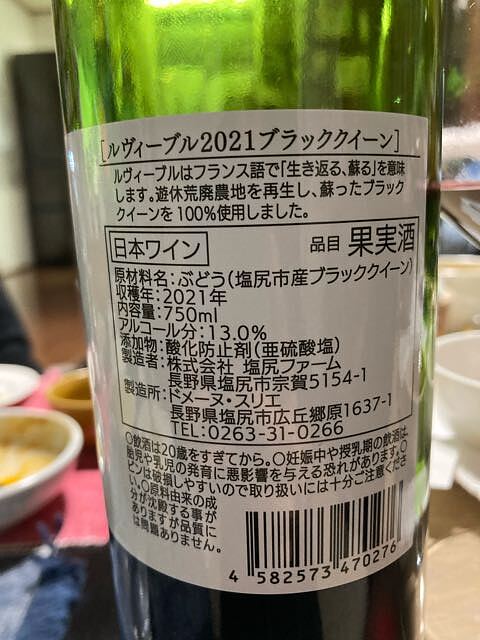 [ルヴィーブル2021ブラッククイーン]
ルヴィーブルはフランス語で「生き返る、蘇る」を意味
します。遊休荒廃農地を再生し、蘇ったブラック
クイーンを100%使用しました。
日本ワイン 品目 果実酒
原材料名:ぶどう(塩尻市産ブラッククイーン)
収穫年:2021年
内容量:750ml
アルコール分:13.0%
添加物:酸化防止剤(亜硫酸塩)
製造者:株式会社 塩尻ファーム
長野県塩尻市宗賀5154-1
製造所:ドメーヌ・スリエ
長野県塩尻市広丘郷原1637-1
TEL:0263-31-0266
○飲酒は20歳をすぎてから。○妊娠中や授乳期の飲酒は、
胎児や乳児の発育に悪影響を与える恐れがあります。○
ビンは破損しやすいので取り扱いには十分ご注意くださ
い。○原料由来の成
分が沈殿する事が
ありますが品質に
は問題ありません。
4 582573 470276